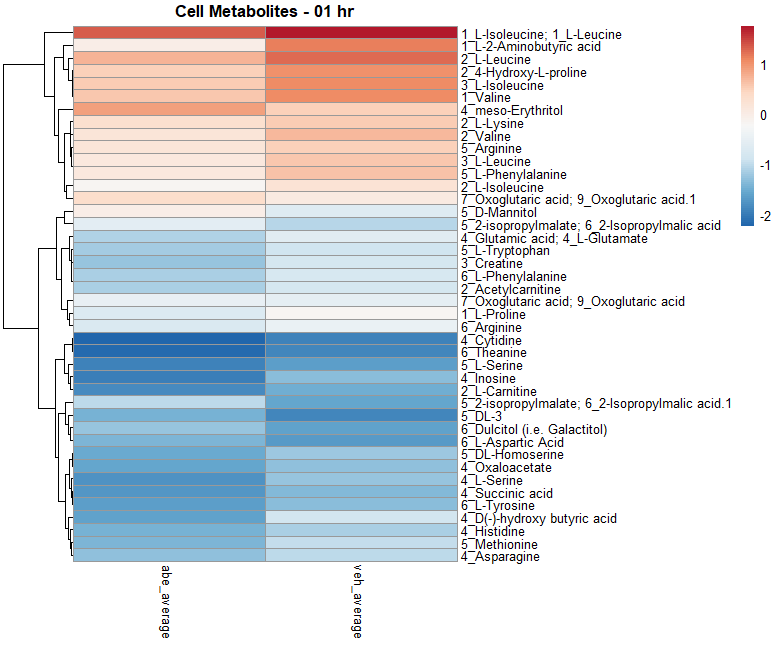 Cell Metabolites - 01 hr
1_L-Isoleucine; 1_L-Leucine
1_L-2-Aminobutyric acid
2_L-Leucine
2_4-Hydroxy-L-proline
3_L-Isoleucine
1_Valine
4_meso-Erythritol
2_L-Lysine
2_Valine
5_Arginine
3_L-Leucine
5_L-Phenylalanine
2_L-Isoleucine
7_Oxoglutaric acid; 9_Oxoglutaric acid.1
5_D-Mannitol
5_2-isopropylmalate; 6_2-Isopropylmalic acid
4_Glutamic acid; 4_L-Glutamate
5_L-Tryptophan
3_Creatine
6_L-Phenylalanine
2_Acetylcarnitine
7_Oxoglutaric acid; 9_Oxoglutaric acid
1_L-Proline
6_Arginine
4_Cytidine
6_Theanine
5_L-Serine
4_Inosine
2_L-Carnitine
5_2-isopropylmalate; 6_2-Isopropylmalic acid.1
5_DL-3
6_Dulcitol (i.e. Galactitol)
6_L-Aspartic Acid
5_DL-Homoserine
4_Oxaloacetate
4_L-Serine
4_Succinic acid
6_L-Tyrosine
4_D(-)-hydroxy butyric acid
4_Histidine
5_Methionine
4_Asparagine
1
0
-1
-2
abe_average
veh_average